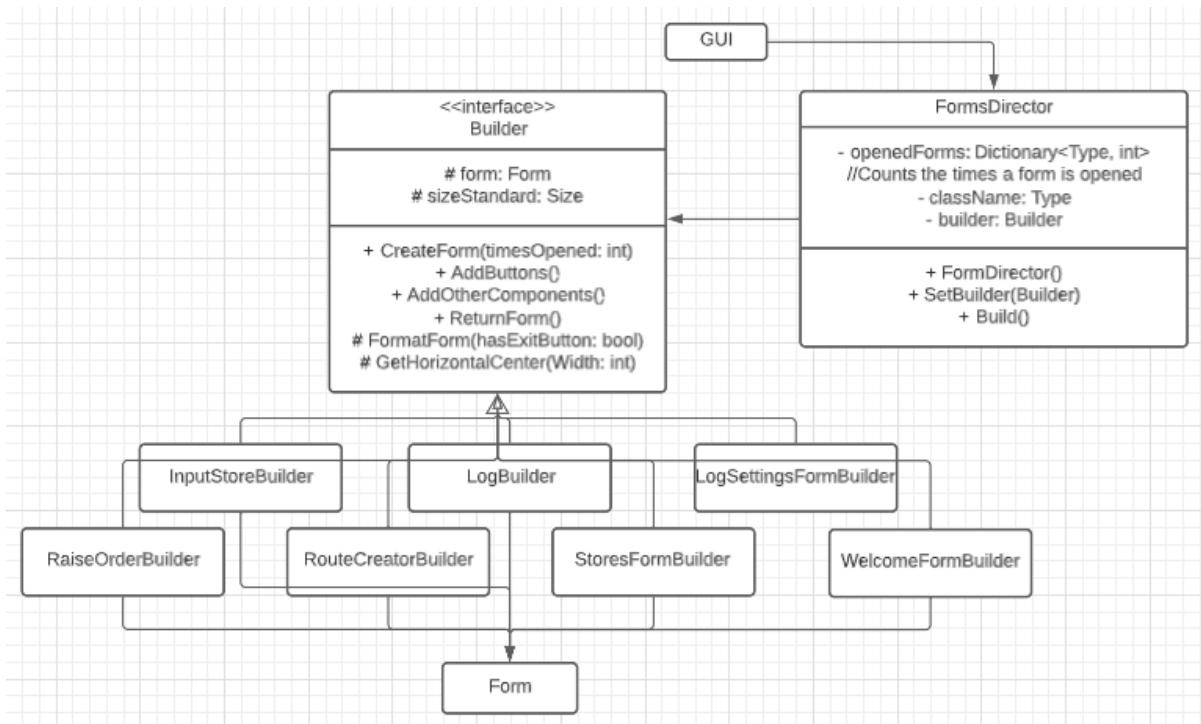 GUI
<<interface>>
Builder
# form: Form
# sizeStandard: Size
+ CreateForm(timesOpened: int)
+ AddButtons()
+ AddOtherComponents()
+ ReturnForm()
# FormatForm(hasExitButton: bool)
# GetHorizontalCenter(Width: int)
FormsDirector
- openedForms: Dictionary<Type, int>
//Counts the times a form is opened
- className: Type
- builder: Builder
+ FormDirector()
+ SetBuilder(Builder)
+ Build()
InputStoreBuilder
LogBuilder
LogSettingsFormBuilder
RaiseOrderBuilder
RouteCreatorBuilder
StoresFormBuilder
WelcomeFormBuilder
Form